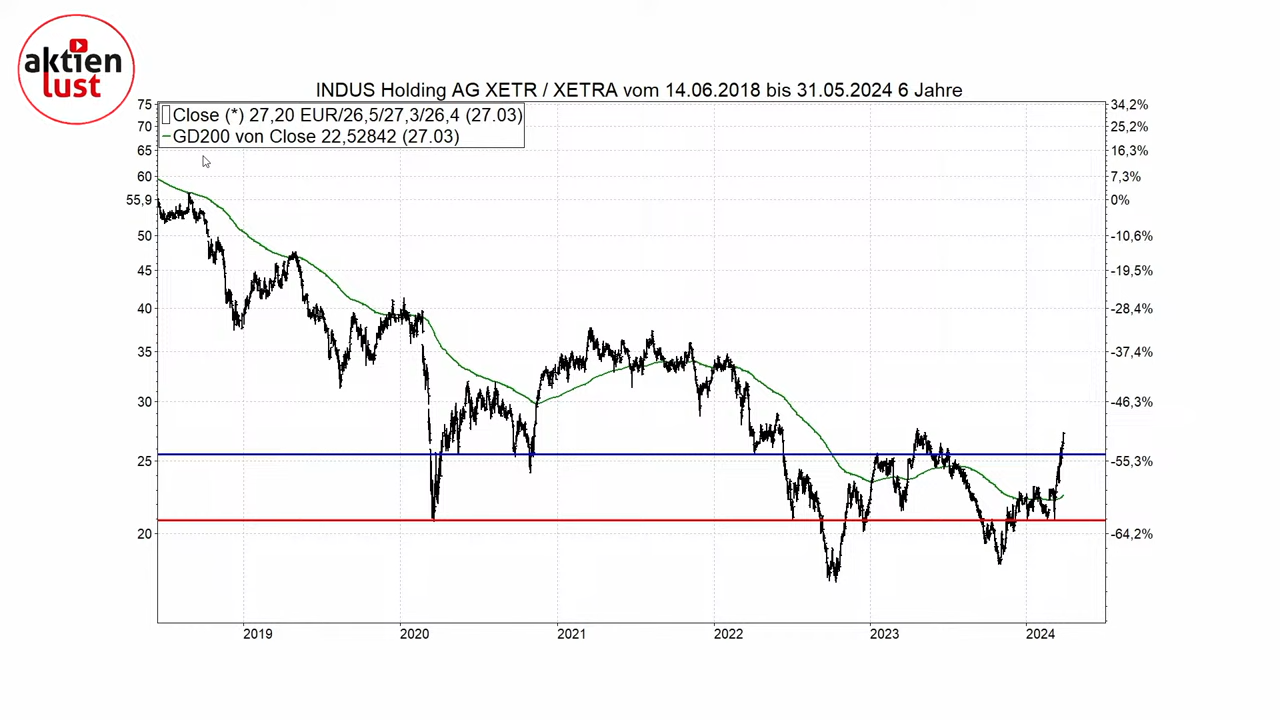 aktien
lust
INDUS Holding AG XETR / XETRA vom 14.06.2018 bis 31.05.2024 6 Jahre
Close (*) 27,20 EUR/26,5/27,3/26,4 (27.03)
GD200 von Close 22,52842 (27.03)
75 34,2%
70 25,2%
65 16,3%
60 7,3%
55,9 0%
50 -10,6%
45 -19,5%
40 -28,4%
35 -37,4%
30 -46,3%
25 -55,3%
20 -64,2%
2019 2020 2021 2022 2023 2024